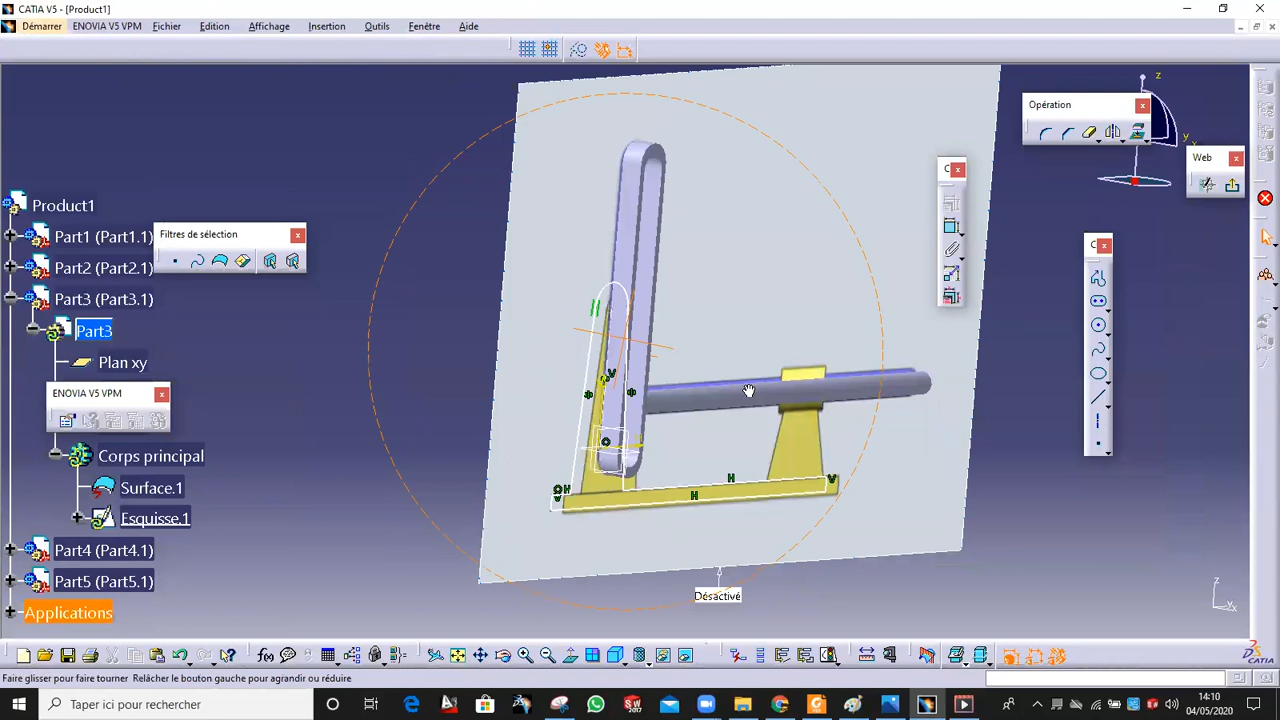 CATIA V5 - [Product1]
Démarrer ENOVIA V5 VPM Fichier Edition Affichage Insertion Outils Fenêtre Aide
z
y
x
Opération
Web
C...
C...
Filtres de sélection
Product1
Part1 (Part1.1)
Part2 (Part2.1)
Part3 (Part3.1)
Part3
Plan xy
ENOVIA V5 VPM
Corps principal
Surface.1
Esquisse.1
Part4 (Part4.1)
Part5 (Part5.1)
Applications
V
H
V
H
V
H
Désactivé
z
x
Faire glisser pour faire tourner Relâcher le bouton gauche pour agrandir ou réduire
Taper ici pour rechercher
14:10
04/05/2020